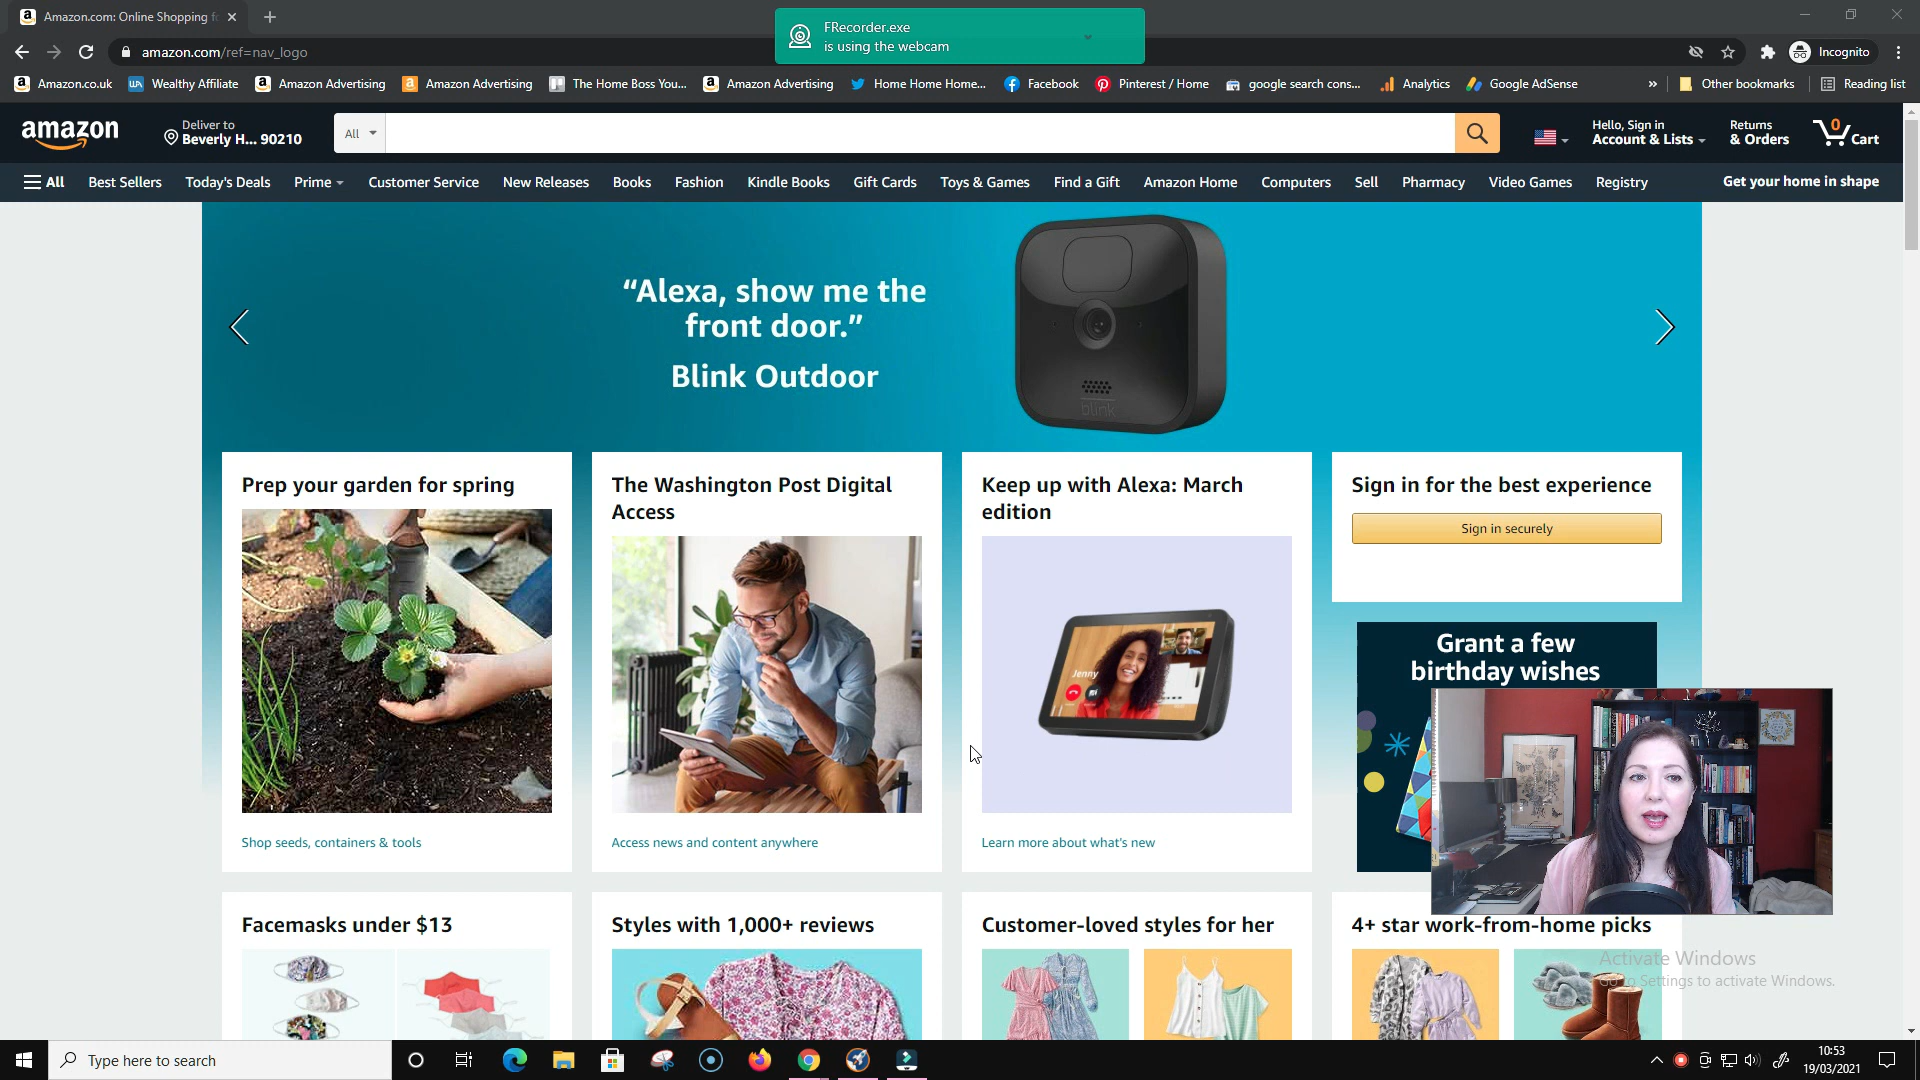 Amazon.com: Online Shopping fo
FRecorder.exe
is using the webcam
amazon.com/ref=nav_logo
Incognito
Amazon.co.uk
Wealthy Affiliate
Amazon Advertising
Amazon Advertising
The Home Boss You...
Amazon Advertising
Home Home Home...
Facebook
Pinterest / Home
google search cons...
Analytics
Google AdSense
»
Other bookmarks
Reading list
amazon
Deliver to
Beverly H... 90210
All
Hello, Sign in
Account & Lists
Returns
& Orders
0
Cart
All
Best Sellers
Today's Deals
Prime
Customer Service
New Releases
Books
Fashion
Kindle Books
Gift Cards
Toys & Games
Find a Gift
Amazon Home
Computers
Sell
Pharmacy
Video Games
Registry
Get your home in shape
“Alexa, show me the
front door.”
Blink Outdoor
blink
Prep your garden for spring
Shop seeds, containers & tools
The Washington Post Digital
Access
Access news and content anywhere
Keep up with Alexa: March
edition
Jenny
Learn more about what's new
Sign in for the best experience
Sign in securely
Grant a few
birthday wishes
Facemasks under $13
Styles with 1,000+ reviews
Customer-loved styles for her
4+ star work-from-home picks
Activate Windows
Go to Settings to activate Windows.
Type here to search
10:53
19/03/2021